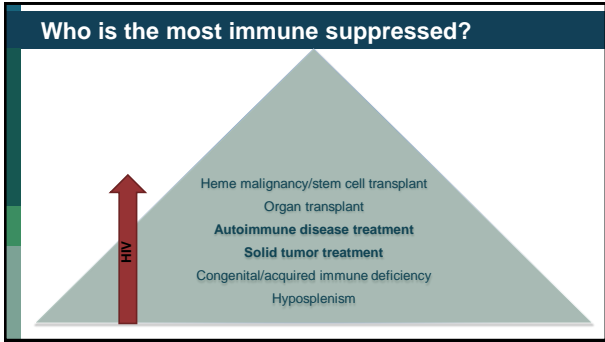 Who is the most immune suppressed?
Heme malignancy/stem cell transplant
Organ transplant
Autoimmune disease treatment
Solid tumor treatment
Congenital/acquired immune deficiency
Hyposplenism
HIV